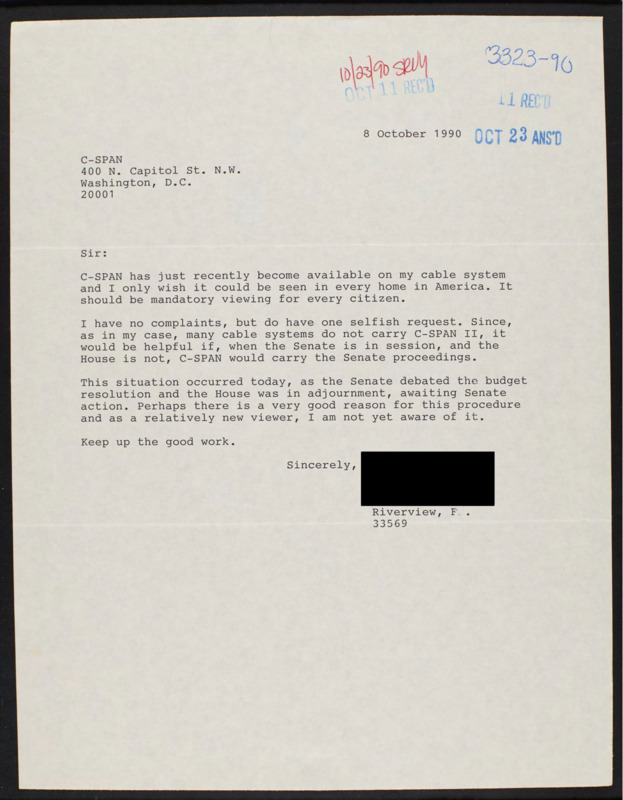 3323-90
10/23/90 SRM
OCT 11 REC'D
11 REC'D
8 October 1990
OCT 23 ANS'D
C-SPAN
400 N. Capitol St. N.W.
Washington, D.C.
20001
Sir:
C-SPAN has just recently become available on my cable system
and I only wish it could be seen in every home in America. It
should be mandatory viewing for every citizen.
I have no complaints, but do have one selfish request. Since,
as in my case, many cable systems do not carry C-SPAN II, it
would be helpful if, when the Senate is in session, and the
House is not, C-SPAN would carry the Senate proceedings.
This situation occurred today, as the Senate debated the budget
resolution and the House was in adjournment, awaiting Senate
action. Perhaps there is a very good reason for this procedure
and as a relatively new viewer, I am not yet aware of it.
Keep up the good work.
Sincerely,
Riverview, F .
33569